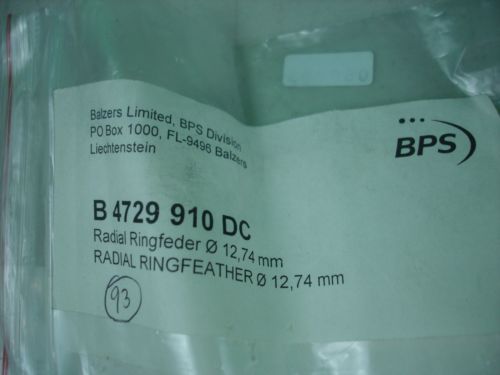 Balzers Limited, BPS Division
PO Box 1000, FL-9496 Balzers
Liechtenstein
BPS
B 4729 910 DC
Radial Ringfeder Ø 12,74 mm
RADIAL RINGFEATHER Ø 12,74 mm
93